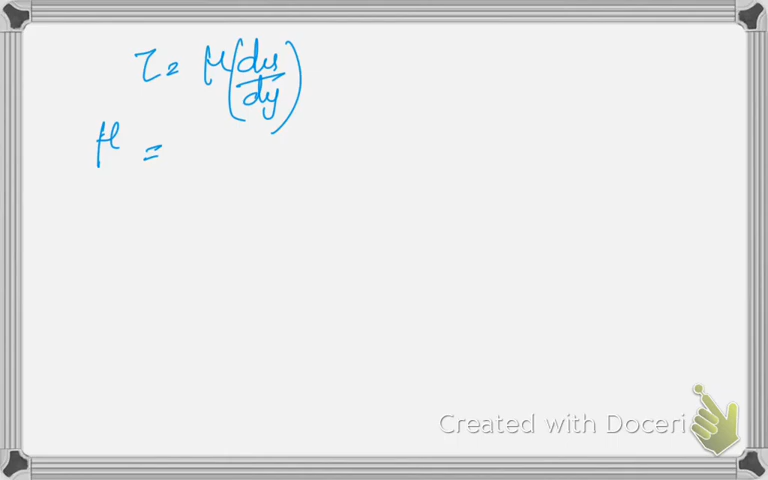 τ = μ(du/dy)
μ =
Created with Doceri